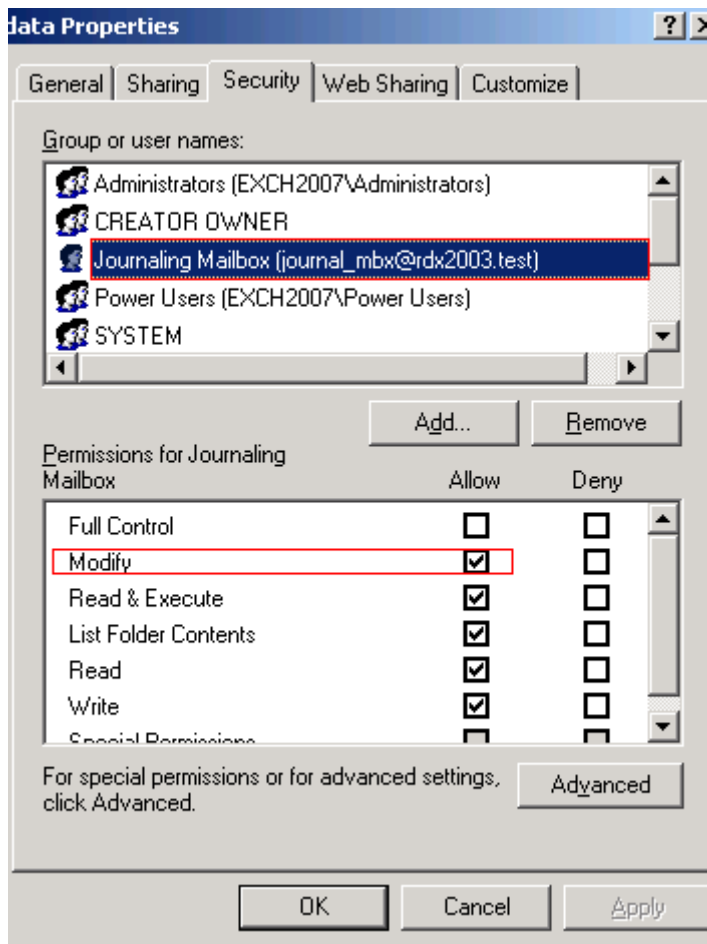 data Properties
General Sharing Security Web Sharing Customize
Group or user names:
Administrators (EXCH2007\Administrators)
CREATOR OWNER
Journaling Mailbox (journal_mbx@rdx2003.test)
Power Users (EXCH2007\Power Users)
SYSTEM
Add... Remove
Permissions for Journaling
Mailbox Allow Deny
Full Control
Modify
Read & Execute
List Folder Contents
Read
Write
Special Permissions
For special permissions or for advanced settings,
click Advanced.
Advanced
OK Cancel Apply